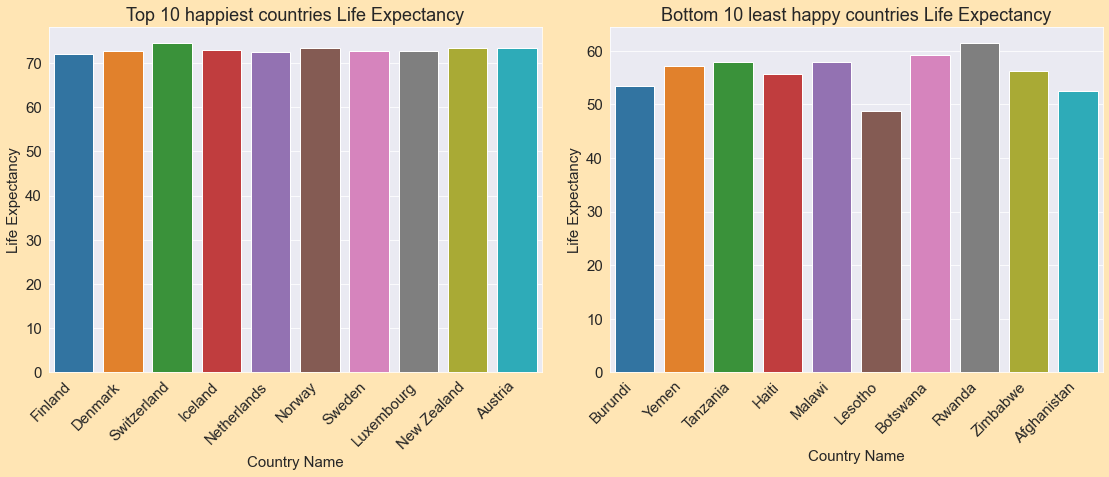 Top 10 happiest countries Life Expectancy
Life Expectancy
70
60
50
40
30
20
10
0
Finland
Denmark
Switzerland
Iceland
Netherlands
Norway
Sweden
Luxembourg
New Zealand
Austria
Country Name
Bottom 10 least happy countries Life Expectancy
Life Expectancy
60
50
40
30
20
10
0
Burundi
Yemen
Tanzania
Haiti
Malawi
Lesotho
Botswana
Rwanda
Zimbabwe
Afghanistan
Country Name